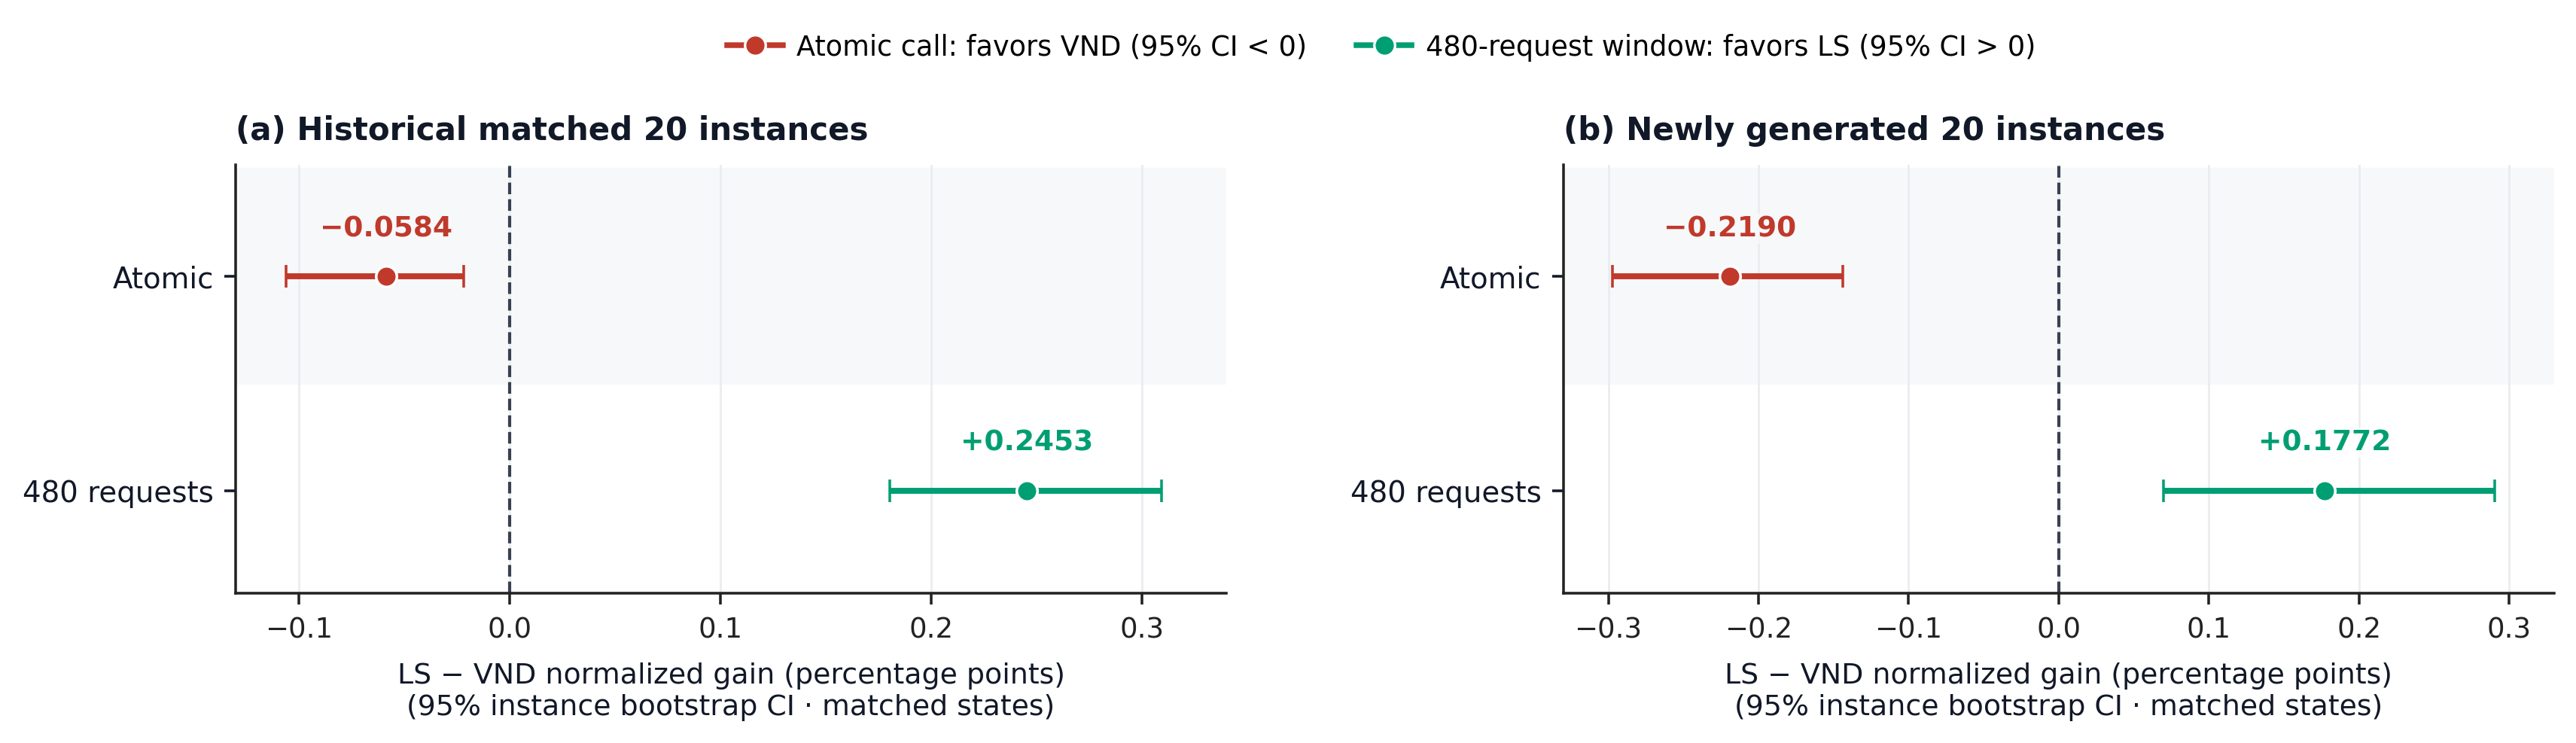 Atomic call: favors VND (95% CI < 0)
480-request window: favors LS (95% CI > 0)
(a) Historical matched 20 instances
−0.0584
Atomic
+0.2453
480 requests
−0.1 0.0 0.1 0.2 0.3
LS − VND normalized gain (percentage points)
(95% instance bootstrap CI · matched states)
(b) Newly generated 20 instances
−0.2190
Atomic
+0.1772
480 requests
−0.3 −0.2 −0.1 0.0 0.1 0.2 0.3
LS − VND normalized gain (percentage points)
(95% instance bootstrap CI · matched states)